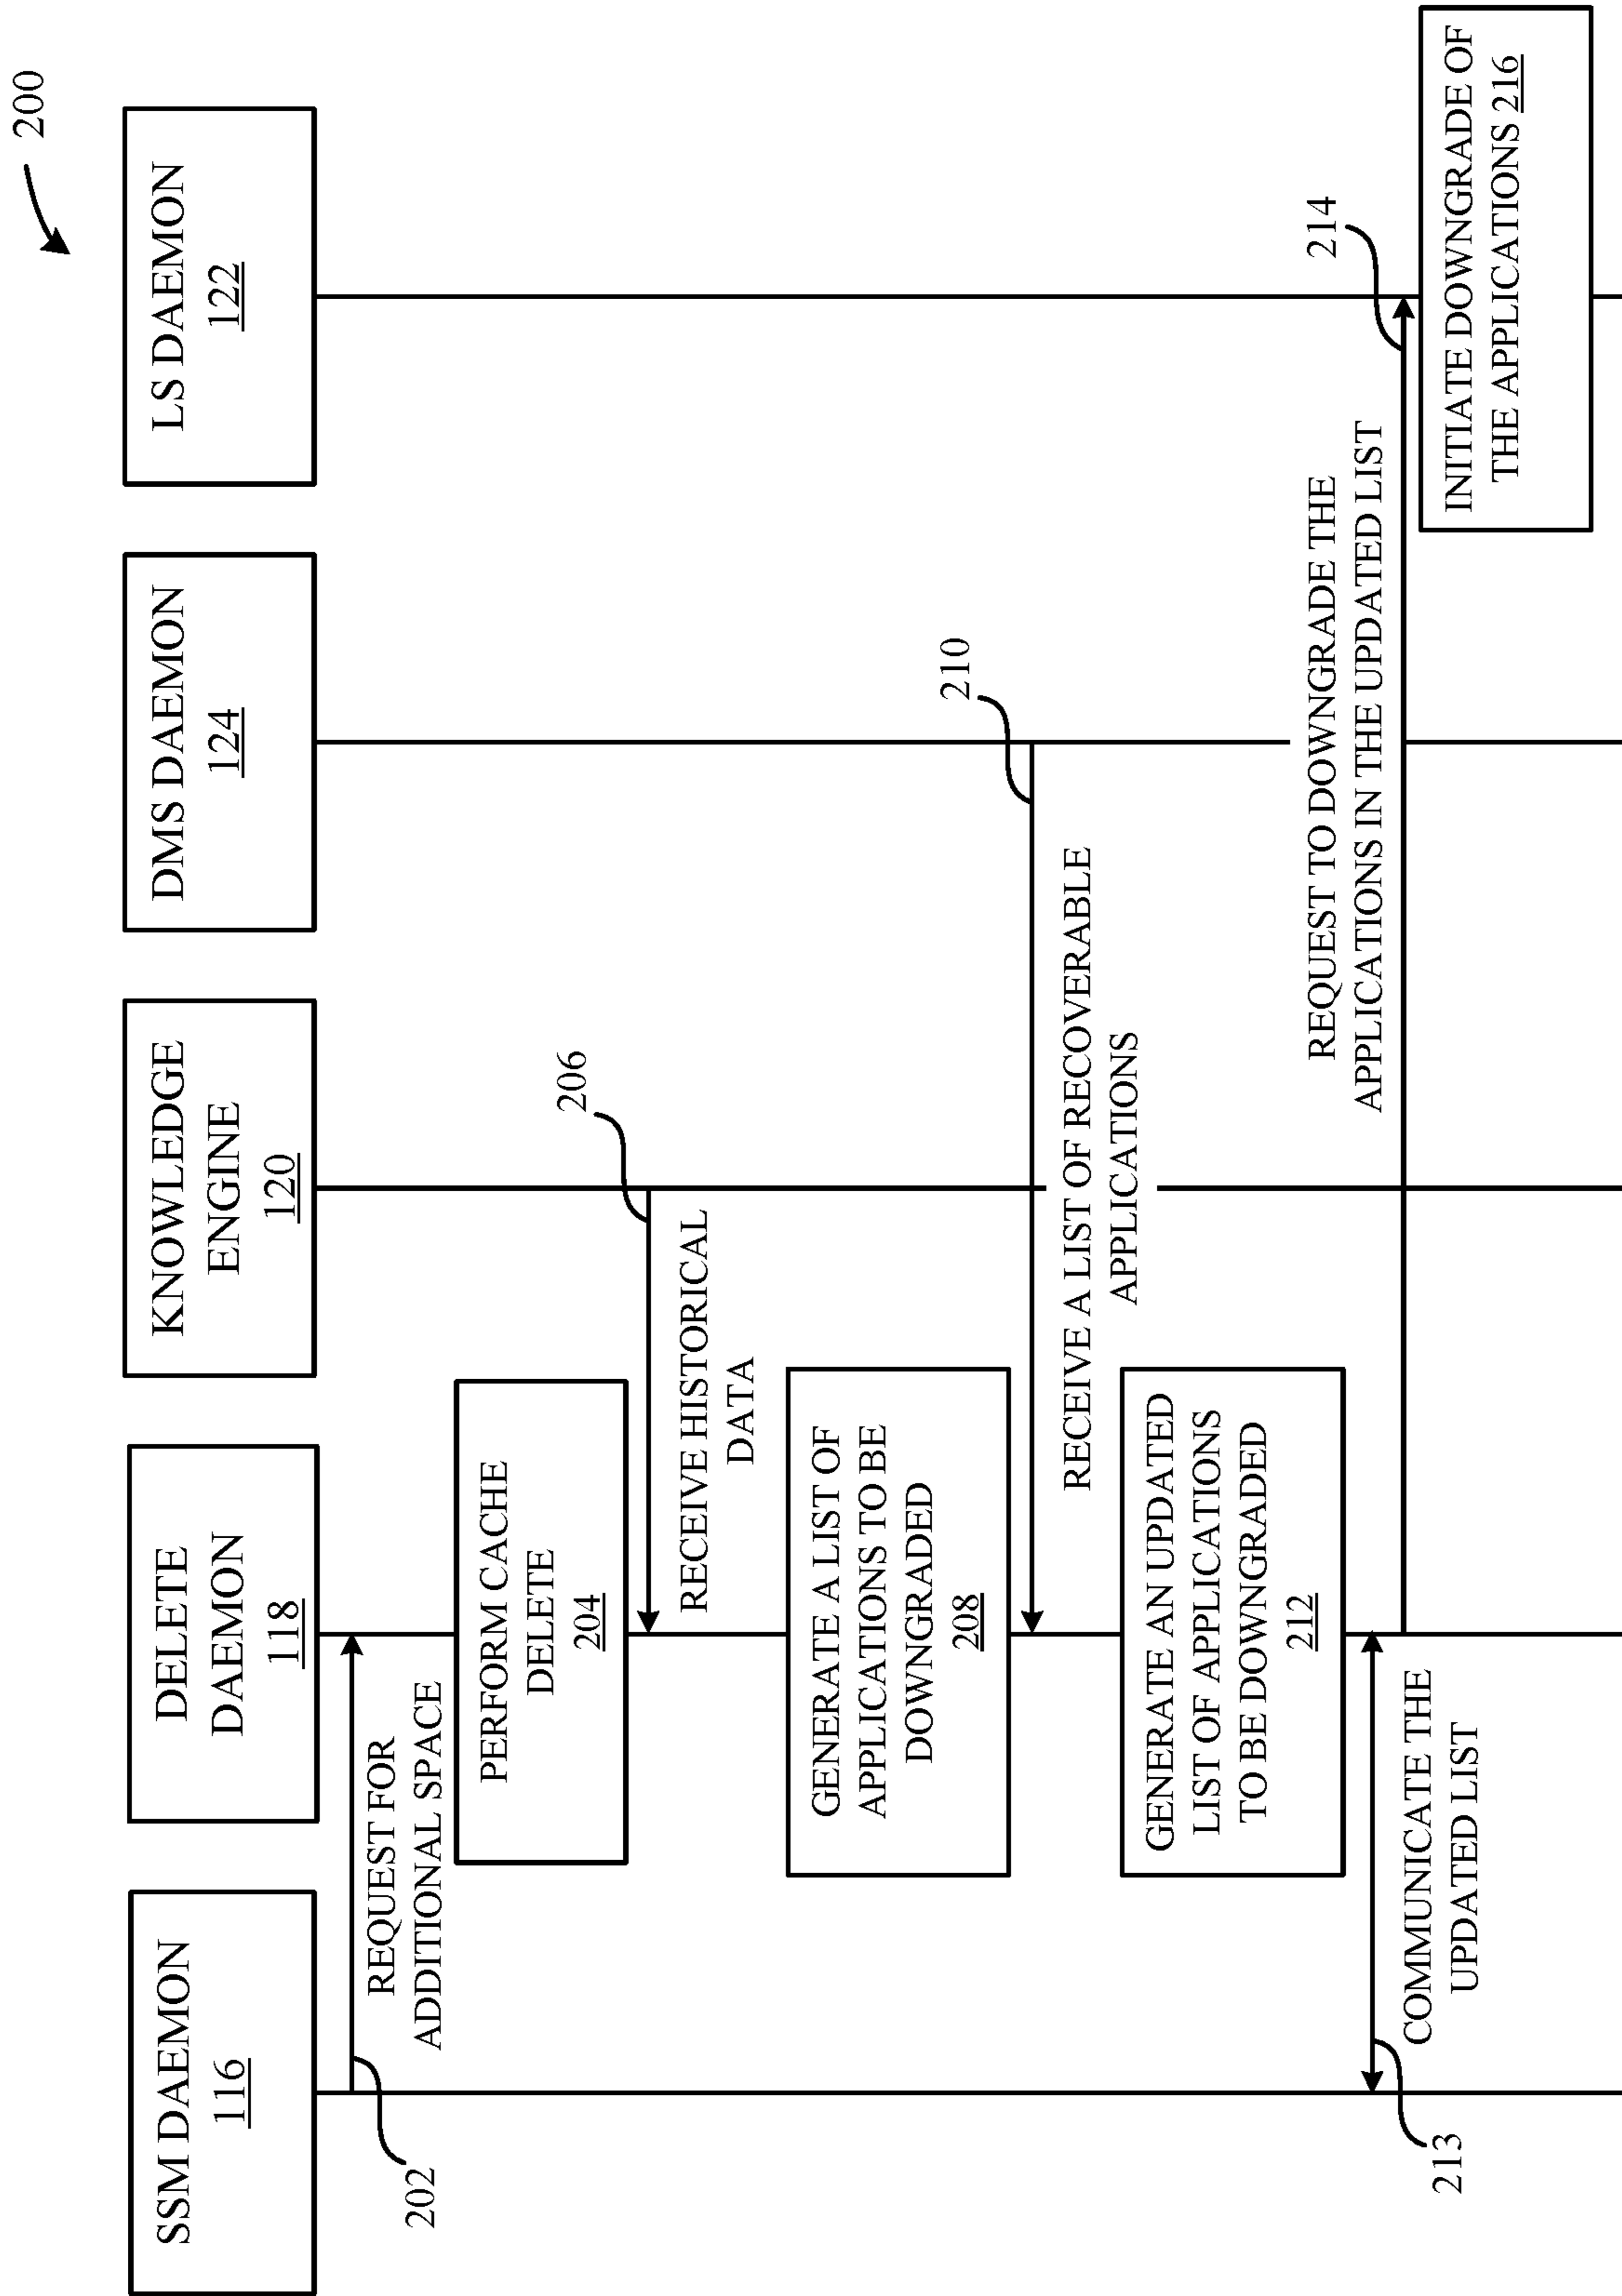 200
SSM DAEMON
116
DELETE
DAEMON
118
KNOWLEDGE
ENGINE
120
DMS DAEMON
124
LS DAEMON
122
202
REQUEST FOR
ADDITIONAL SPACE
PERFORM CACHE
DELETE
204
206
RECEIVE HISTORICAL
DATA
GENERATE A LIST OF
APPLICATIONS TO BE
DOWNGRADED
208
210
RECEIVE A LIST OF RECOVERABLE
APPLICATIONS
GENERATE AN UPDATED
LIST OF APPLICATIONS
TO BE DOWNGRADED
212
213
COMMUNICATE THE
UPDATED LIST
214
REQUEST TO DOWNGRADE THE
APPLICATIONS IN THE UPDATED LIST
INITIATE DOWNGRADE OF
THE APPLICATIONS 216